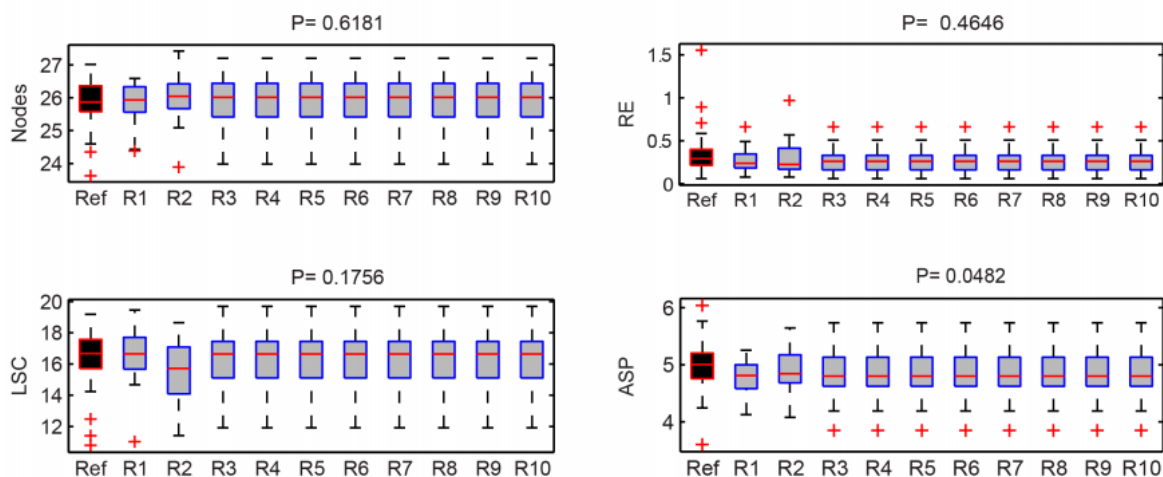 P= 0.6181
Nodes
27
26
25
24
Ref R1 R2 R3 R4 R5 R6 R7 R8 R9 R10
P= 0.4646
RE
1.5
1
0.5
0
Ref R1 R2 R3 R4 R5 R6 R7 R8 R9 R10
P= 0.1756
LSC
20
18
16
14
12
Ref R1 R2 R3 R4 R5 R6 R7 R8 R9 R10
P= 0.0482
ASP
6
5
4
Ref R1 R2 R3 R4 R5 R6 R7 R8 R9 R10